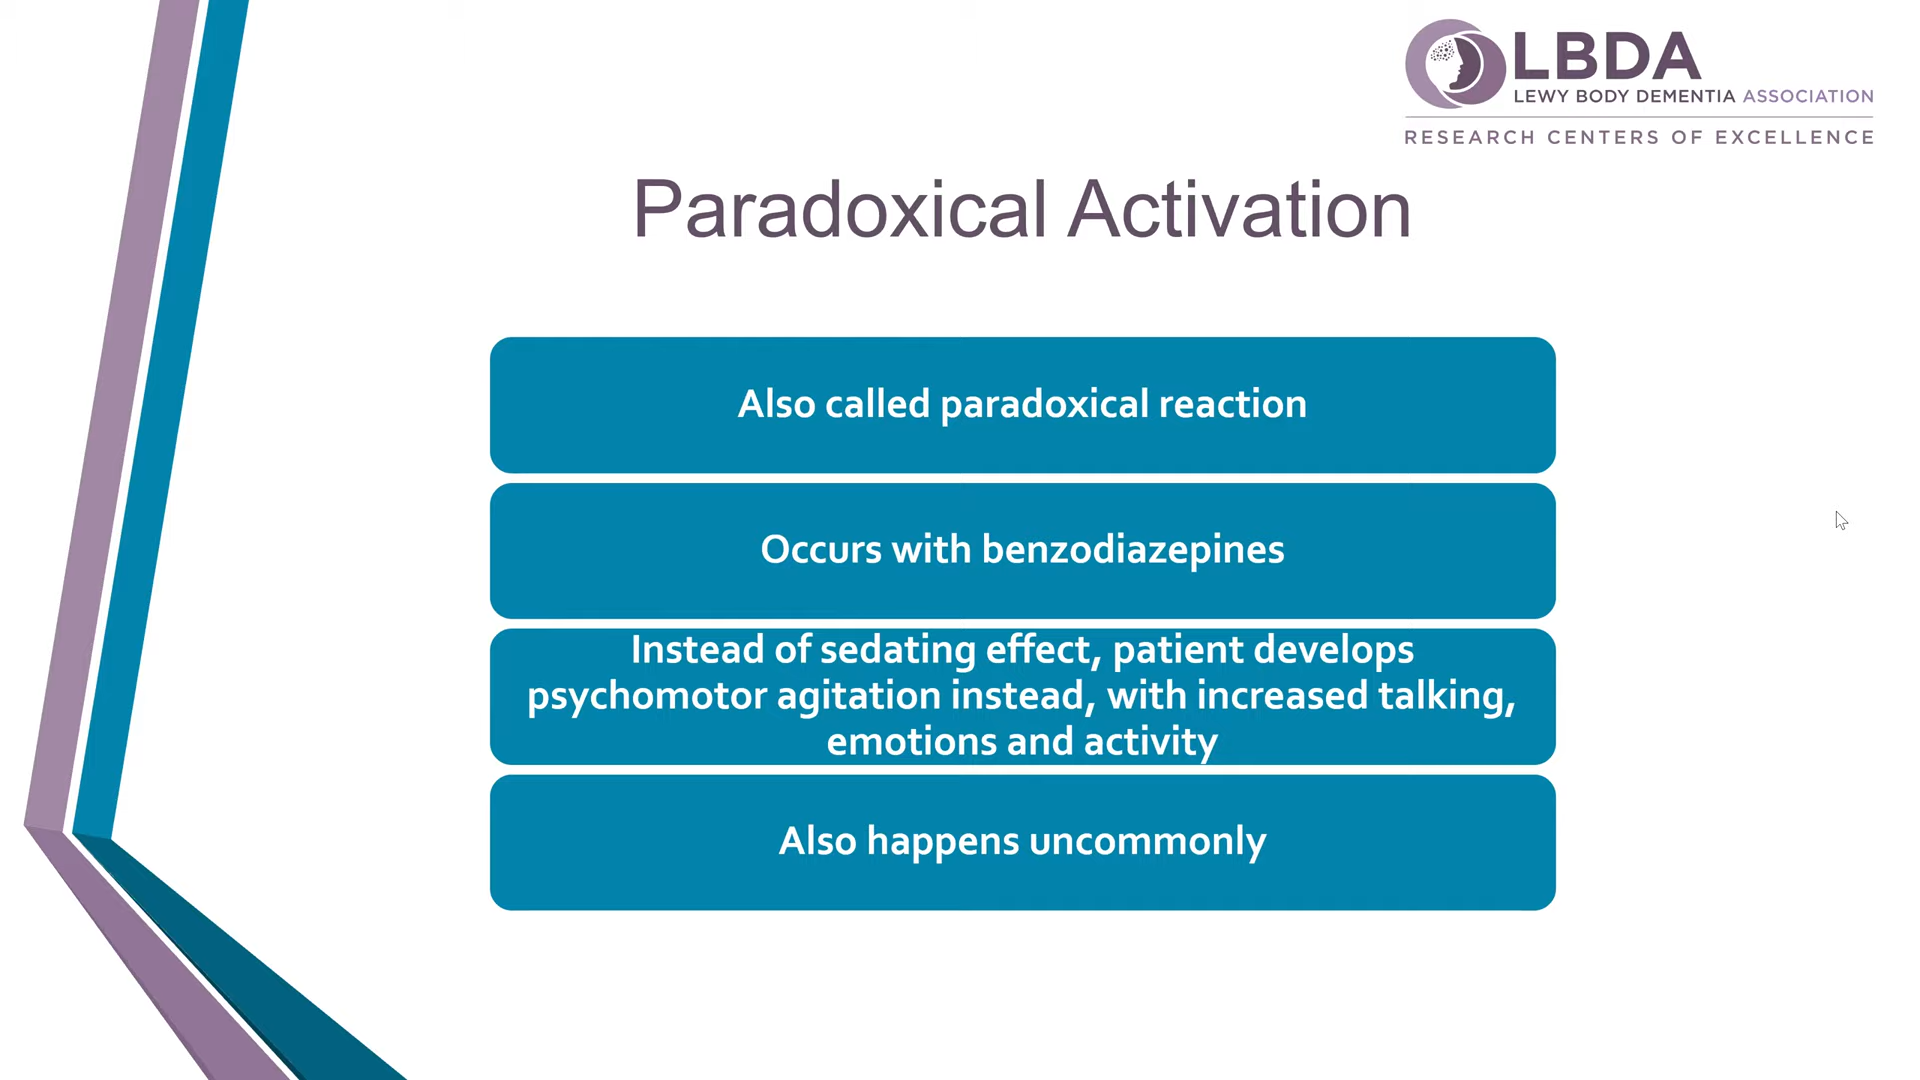 LBDA
LEWY BODY DEMENTIA ASSOCIATION
RESEARCH CENTERS OF EXCELLENCE
Paradoxical Activation
Also called paradoxical reaction
Occurs with benzodiazepines
Instead of sedating effect, patient develops
psychomotor agitation instead, with increased talking,
emotions and activity
Also happens uncommonly